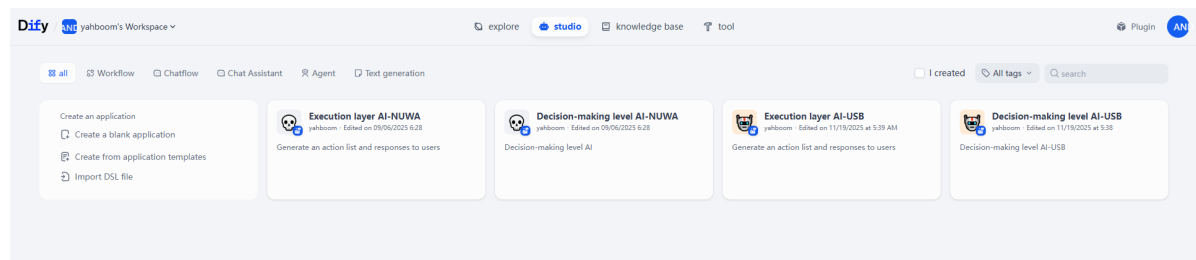 Dify
AND yahboom's Workspace
explore
studio
knowledge base
tool
Plugin
AN
all
Workflow
Chatflow
Chat Assistant
Agent
Text generation
I created
All tags
search
Create an application
Create a blank application
Create from application templates
Import DSL file
Execution layer AI-NUWA
yahboom · Edited on 09/06/2025 6:28
Generate an action list and responses to users
Decision-making level AI-NUWA
yahboom · Edited on 09/06/2025 6:28
Decision-making level AI
Execution layer AI-USB
yahboom · Edited on 11/19/2025 at 5:39 AM
Generate an action list and responses to users
Decision-making level AI-USB
yahboom · Edited on 11/19/2025 at 5:38
Decision-making level AI-USB